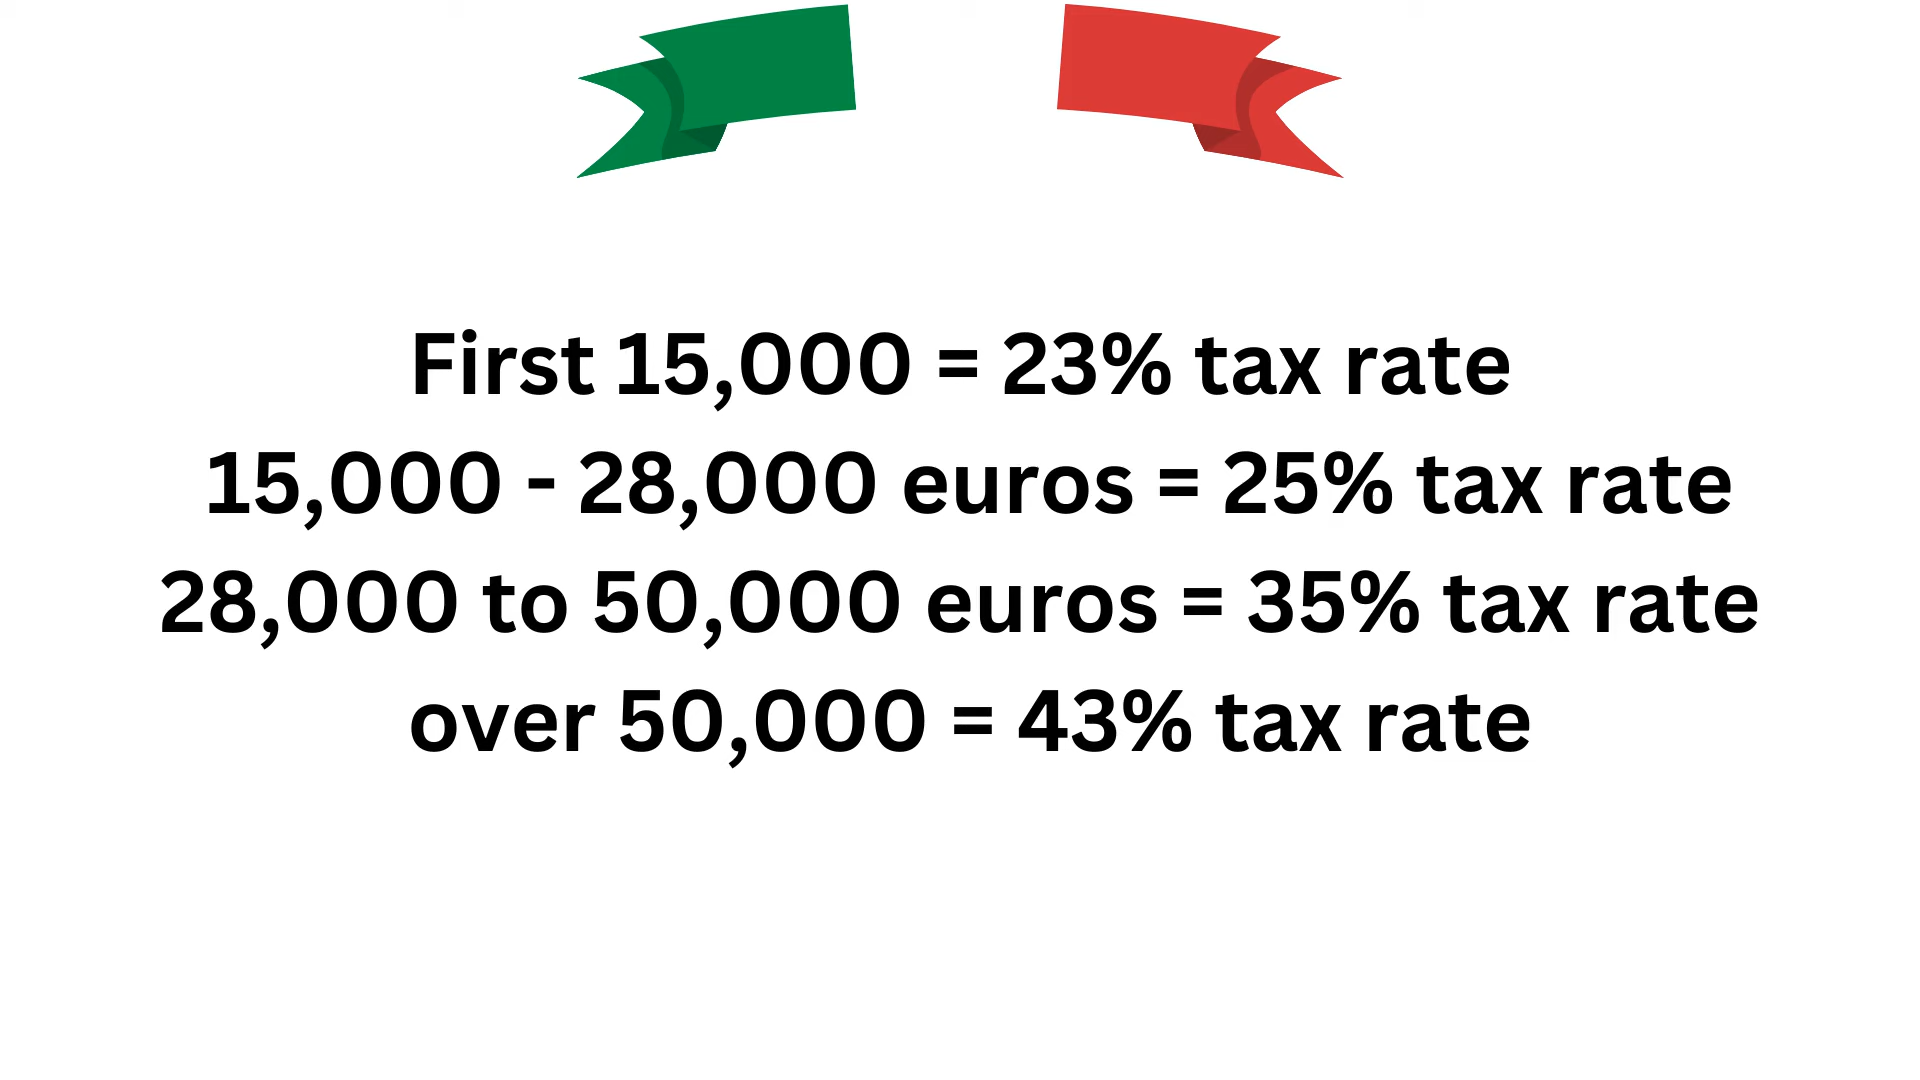 First 15,000 = 23% tax rate
15,000 - 28,000 euros = 25% tax rate
28,000 to 50,000 euros = 35% tax rate
over 50,000 = 43% tax rate